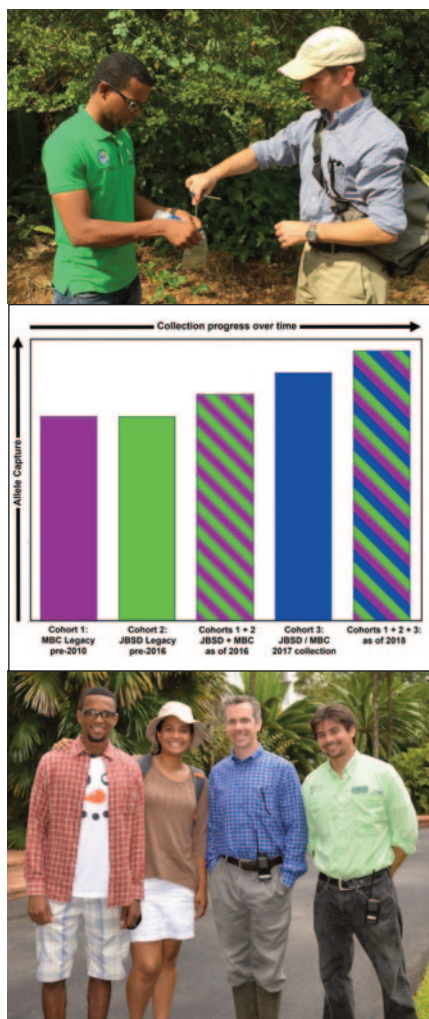 Collection progress over time
Allele Capture
Cohort 1:
MBC Legacy
pre-2010
Cohort 2:
JBSD Legacy
pre-2016
Cohorts 1 + 2
JBSD + MBC
as of 2016
Cohort 3:
JBSD / MBC
2017 collection
Cohorts 1 + 2 + 3:
as of 2018